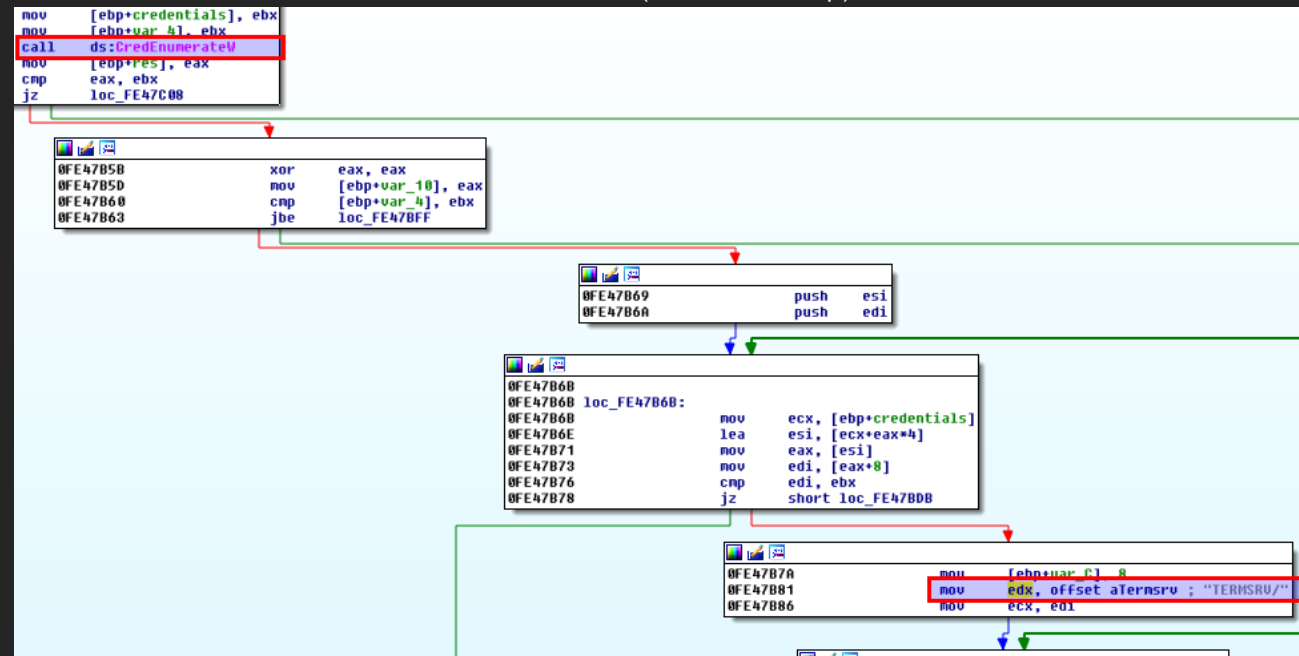 mov [ebp+credentials], ebx
mov [ebp+var_4], ebx
call ds:CredEnumerateW
mov [ebp+res], eax
cmp eax, ebx
jz loc_FE47C08
0FE47B5B xor eax, eax
0FE47B5D mov [ebp+var_10], eax
0FE47B60 cmp [ebp+var_4], ebx
0FE47B63 jbe loc_FE47BFF
0FE47B69 push esi
0FE47B6A push edi
0FE47B6B
0FE47B6B loc_FE47B6B:
0FE47B6B mov ecx, [ebp+credentials]
0FE47B6E lea esi, [ecx+eax*4]
0FE47B71 mov eax, [esi]
0FE47B73 mov edi, [eax+8]
0FE47B76 cmp edi, ebx
0FE47B78 jz short loc_FE47BDB
0FE47B7A mov [ebp+var_C], 8
0FE47B81 mov edx, offset aTermsrv ; "TERMSRV/"
0FE47B86 mov ecx, edi